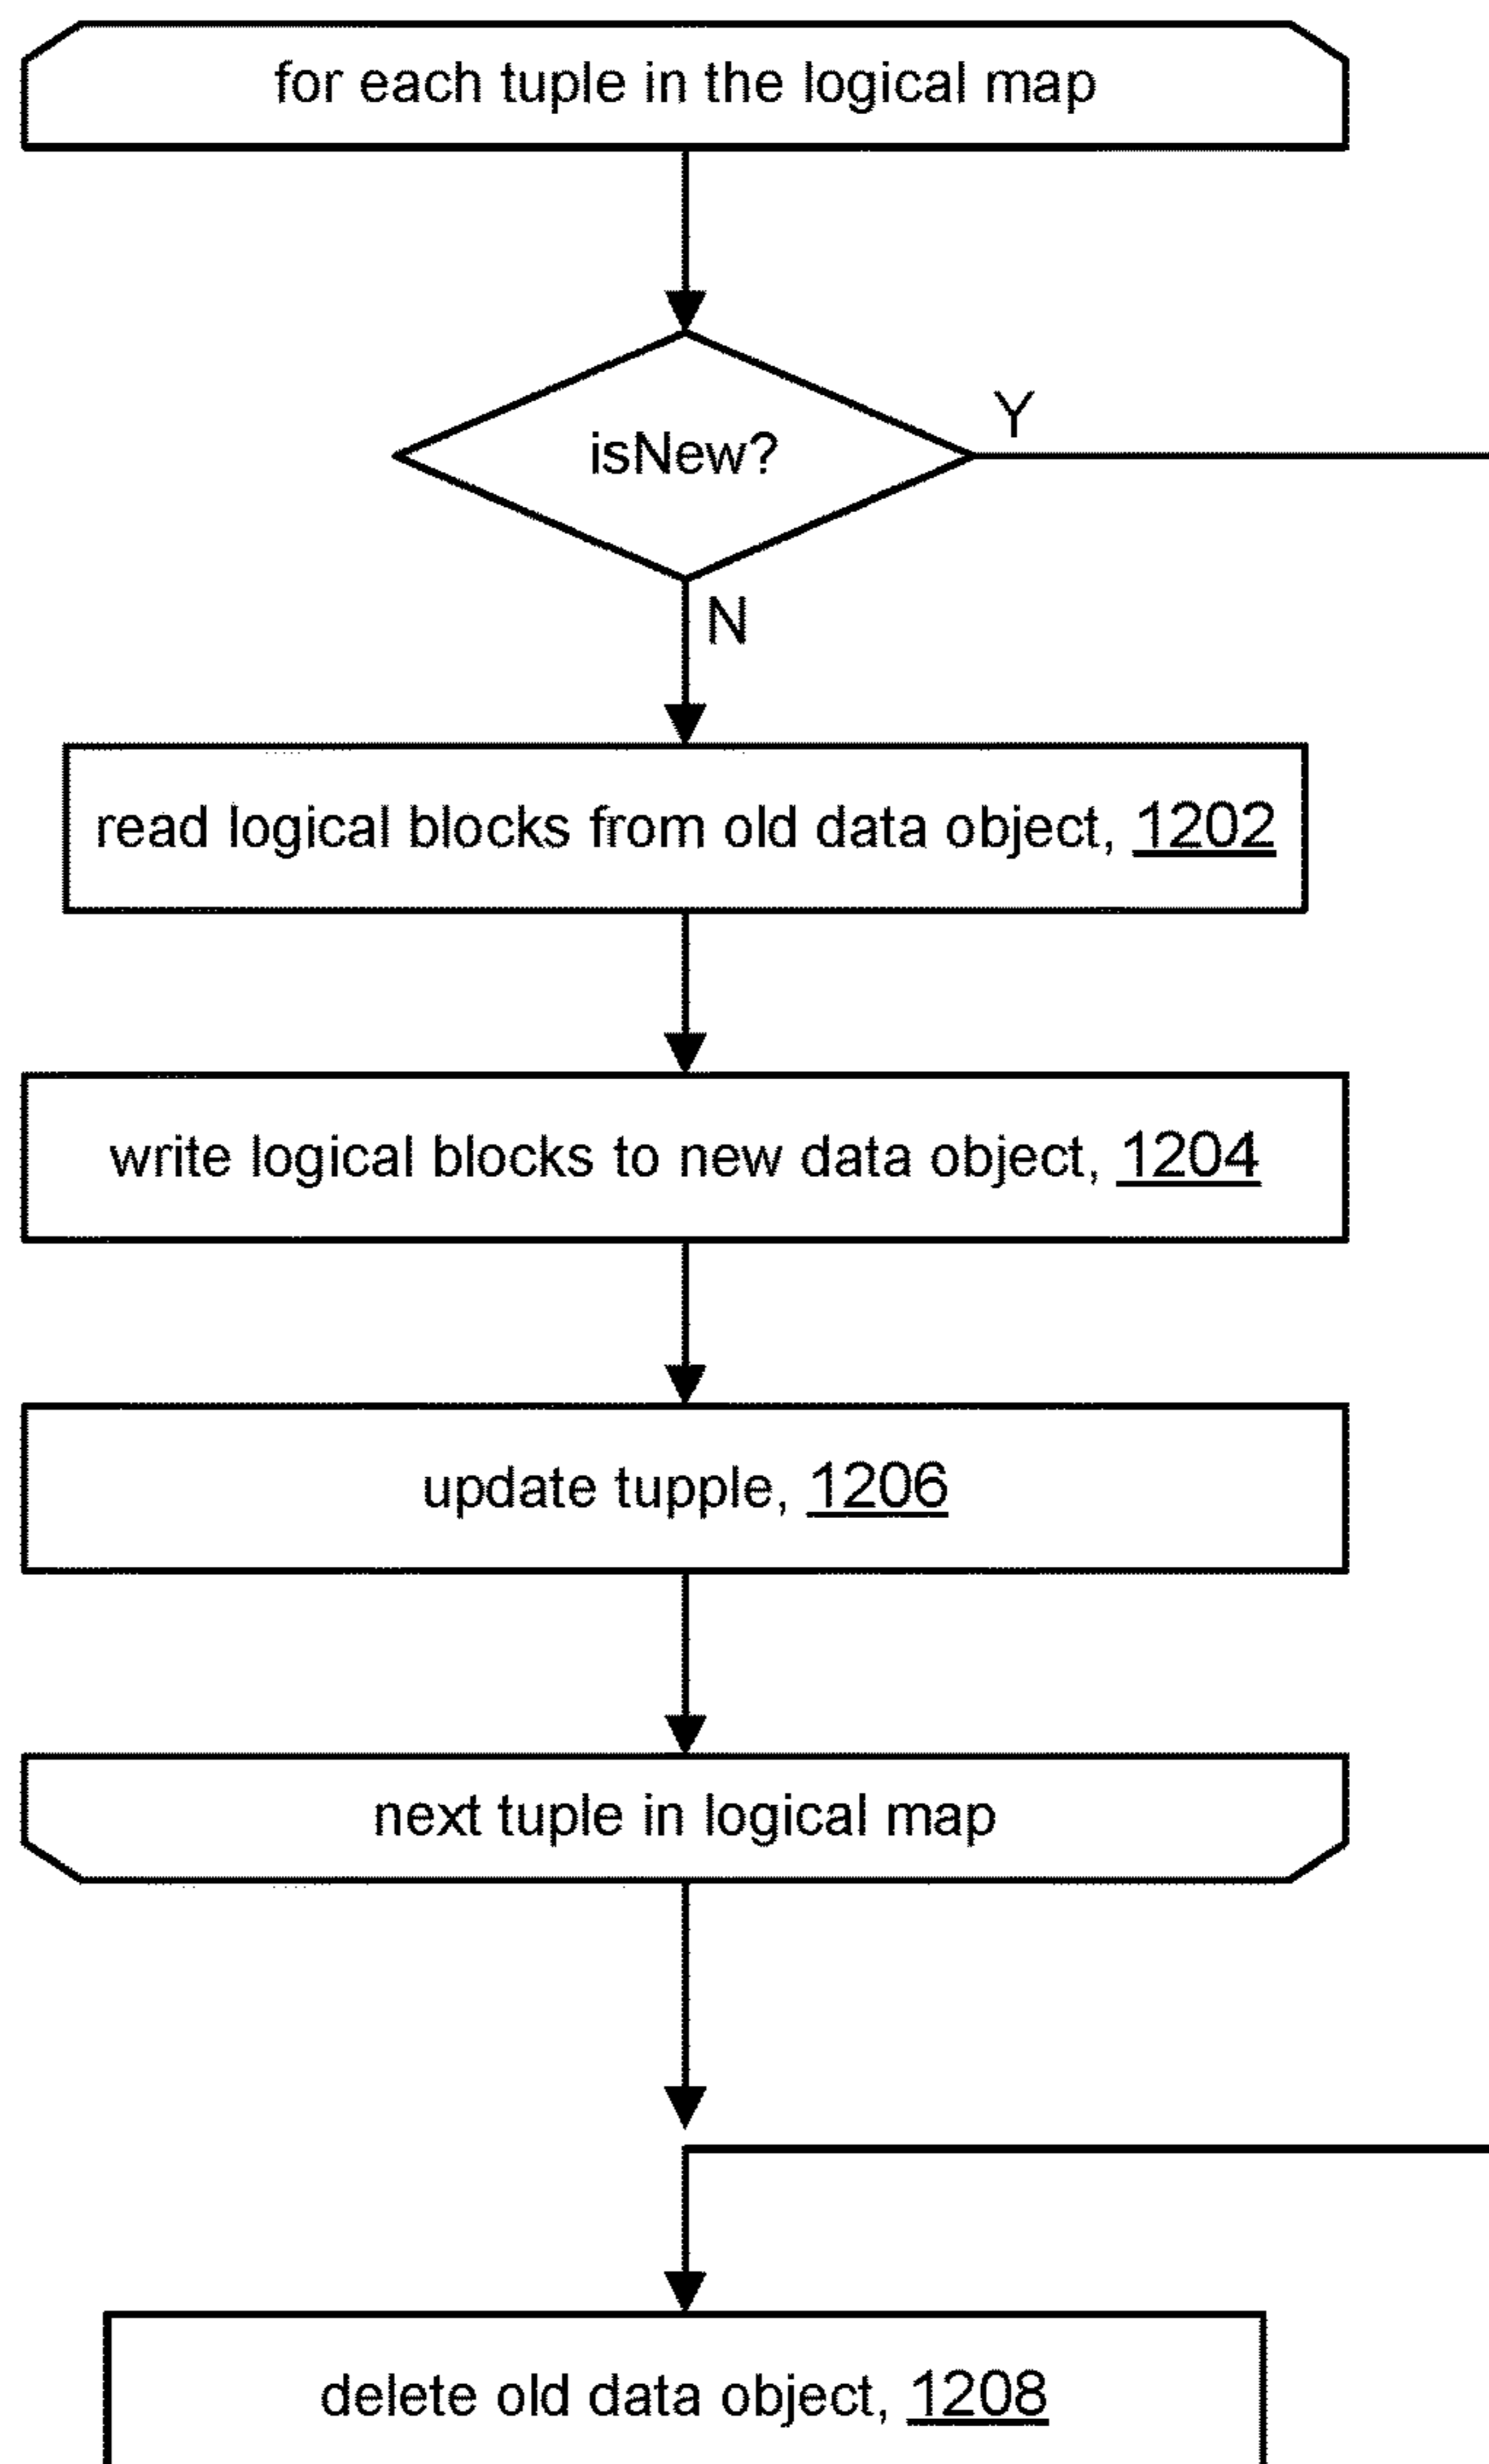 for each tuple in the logical map
isNew?
Y
N
read logical blocks from old data object, 1202
write logical blocks to new data object, 1204
update tupple, 1206
next tuple in logical map
delete old data object, 1208